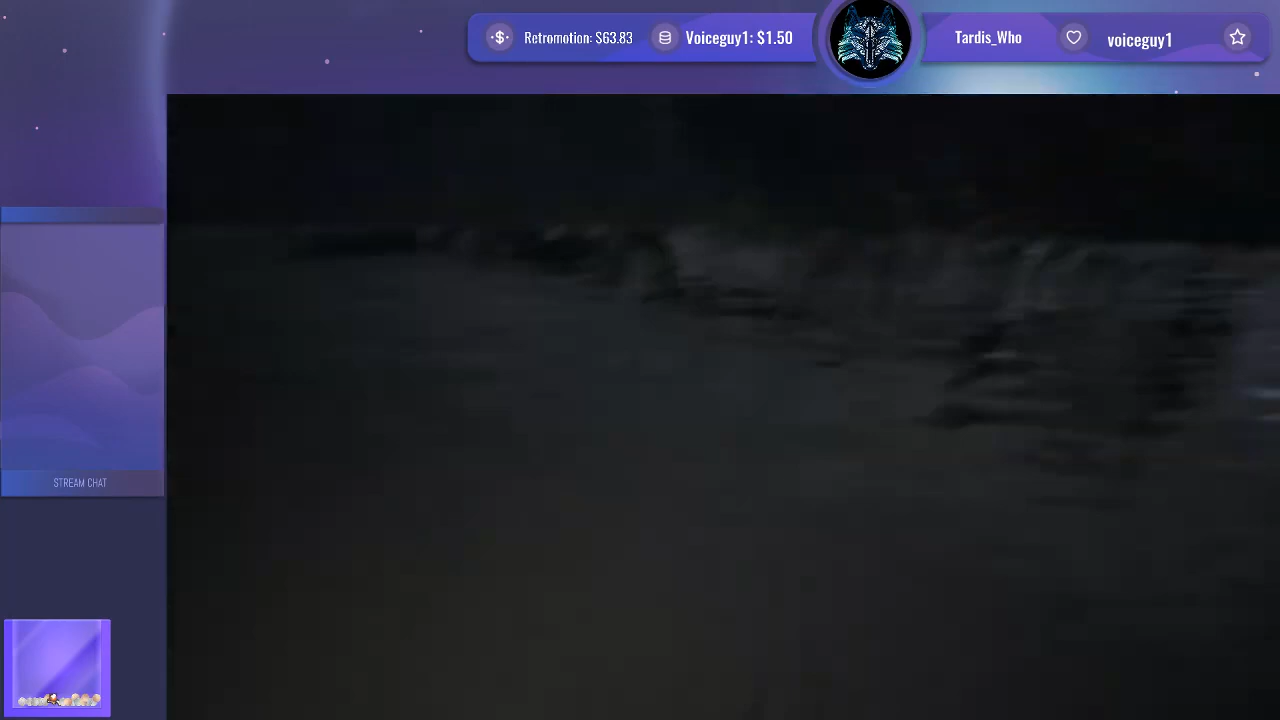 Retromotion: $63.83
Voiceguy1: $1.50
Tardis_Who
voiceguy1
STREAM CHAT